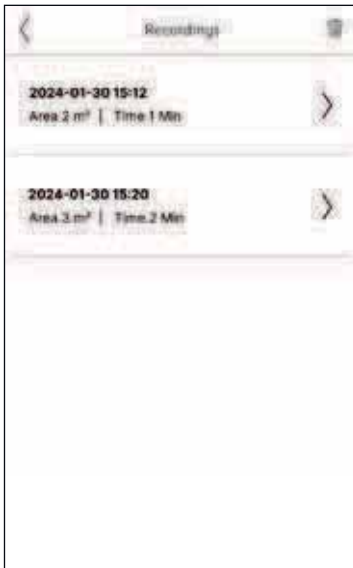 Recordings
2024-01-30 15:12
Area 2 m² | Time 1 Min
2024-01-30 15:20
Area 3 m² | Time 2 Min